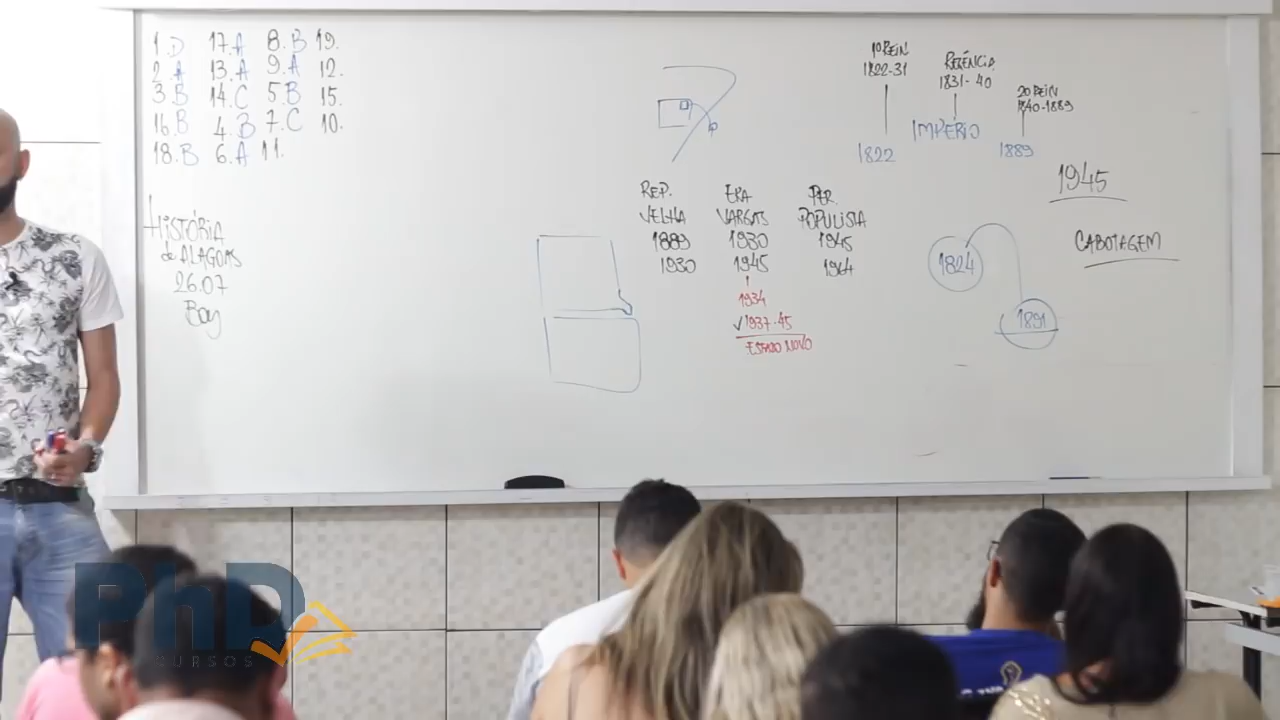 1.D 17.A 8.B 19.
2.A 13.A 9.A 12.
3.B 14.C 5.B 15.
16.B 4.B 7.C 10.
18.B 6.A 11.
HISTÓRIA
de ALAGOAS
26.07
Boy
REP.
VELHA
1889
1930
ERA
VARGAS
1930
1945
1934
✓1937-45
ESTADO NOVO
PER.
POPULISTA
1945
1964
1º REIN
1822-31
REGÊNCIA
1831-40
2º REIN
1840-1889
IMPÉRIO
1822
1889
1945
CABOTAGEM
1824
1891
PhD
CURSOS